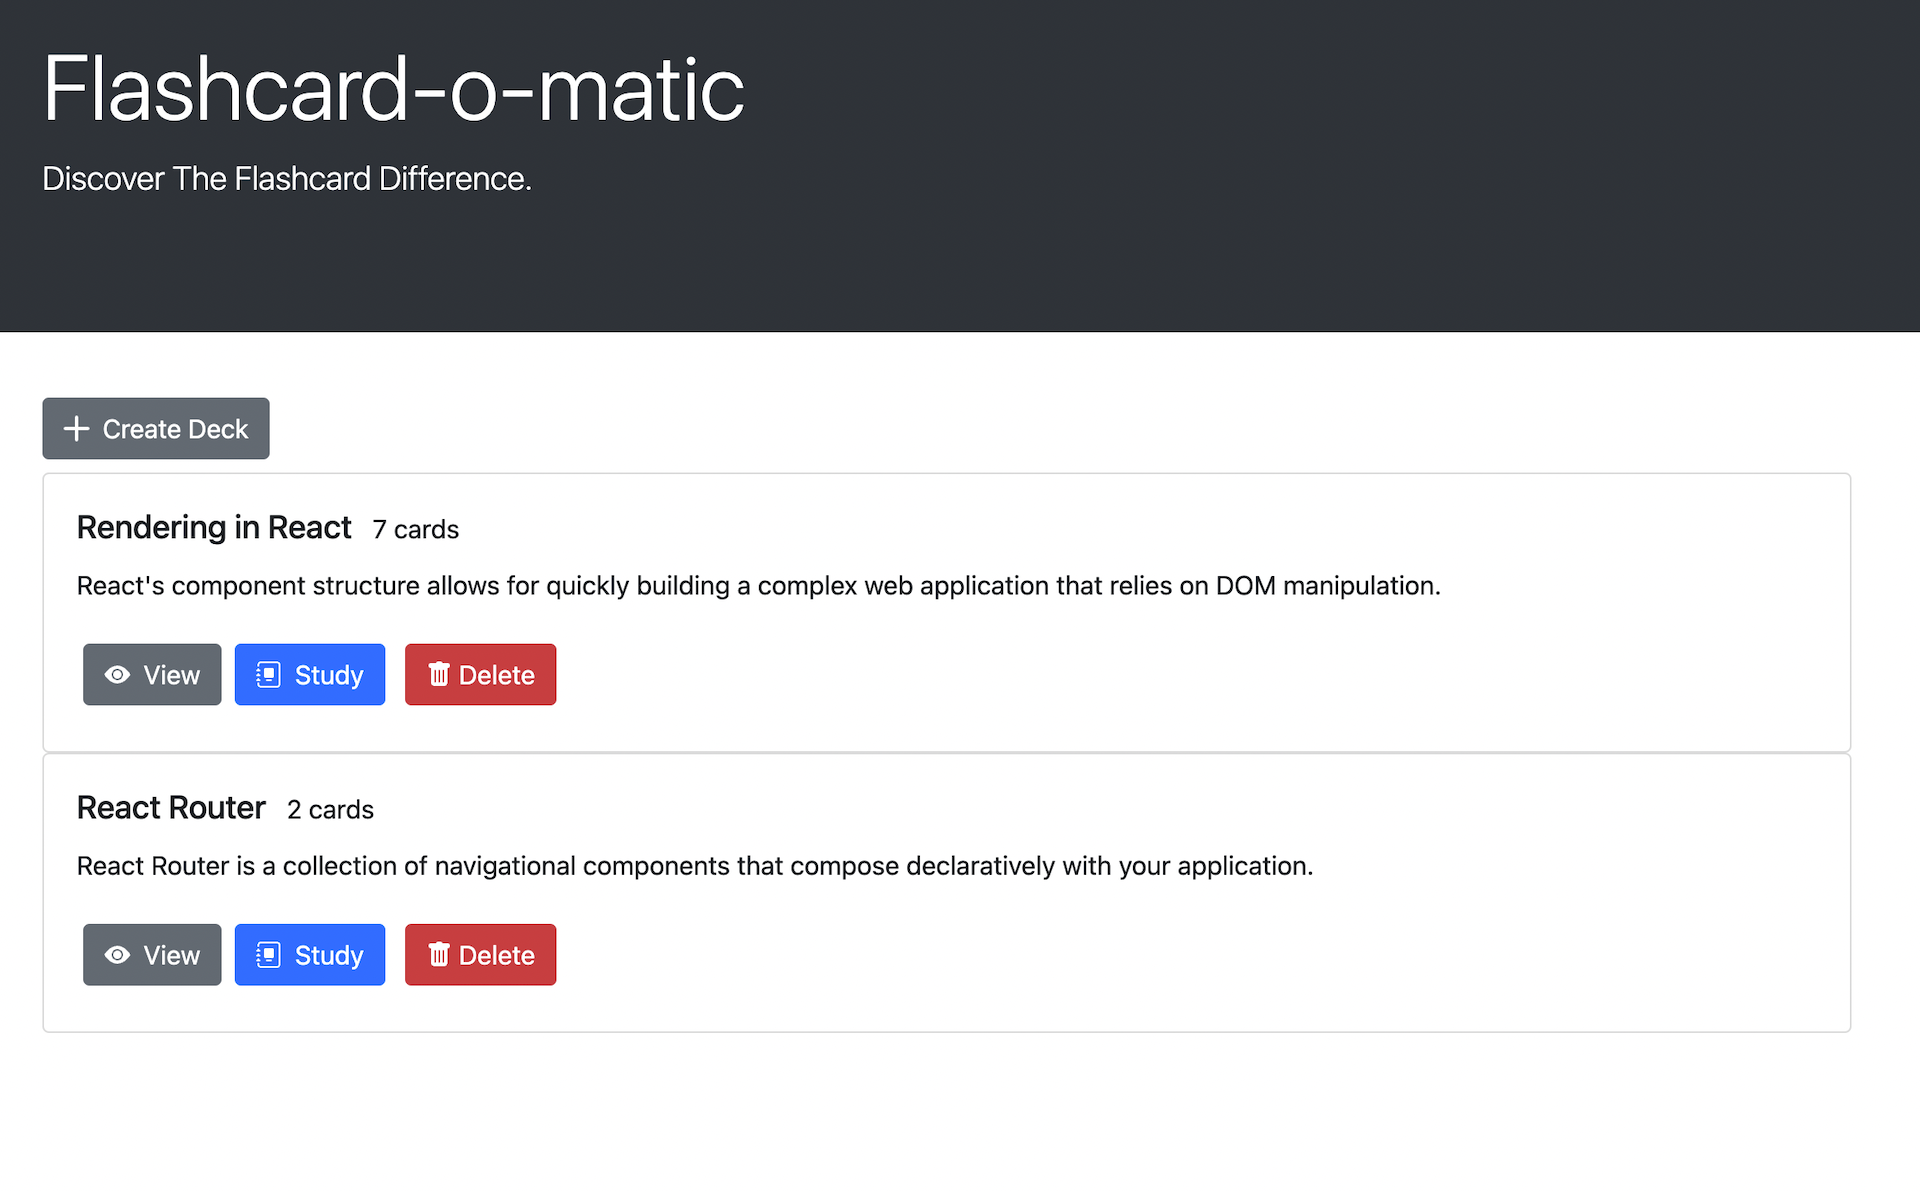 Flashcard-o-matic
Discover The Flashcard Difference.
Create Deck
Rendering in React 7 cards
React's component structure allows for quickly building a complex web application that relies on DOM manipulation.
View Study Delete
React Router 2 cards
React Router is a collection of navigational components that compose declaratively with your application.
View Study Delete